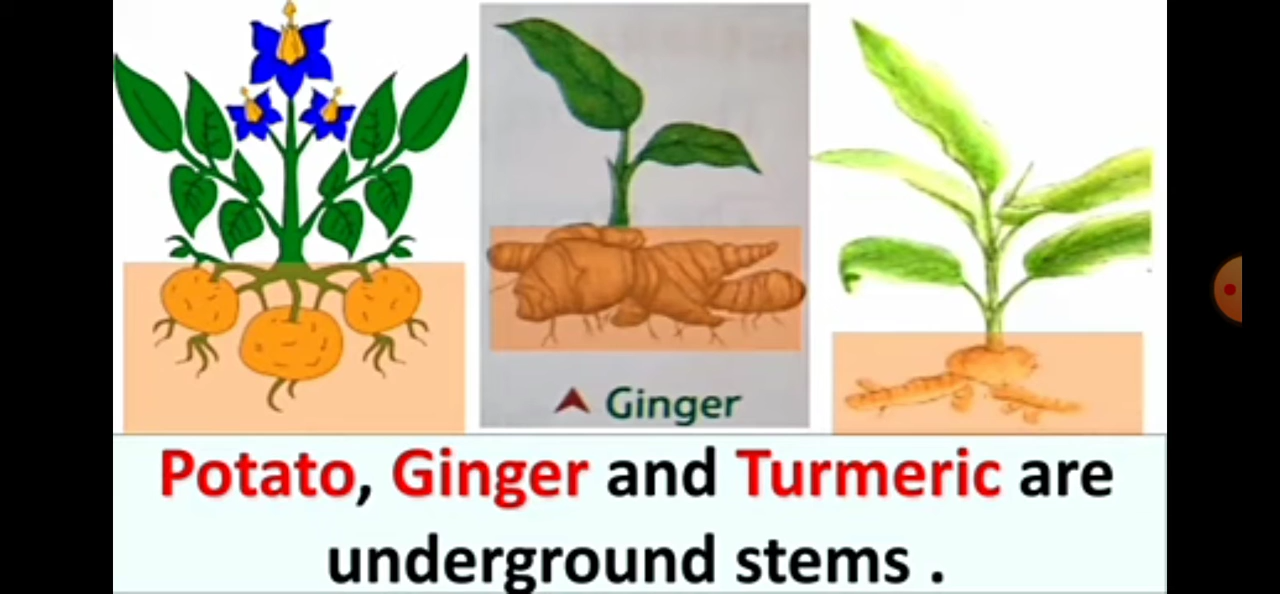 Ginger
Potato, Ginger and Turmeric are
underground stems .